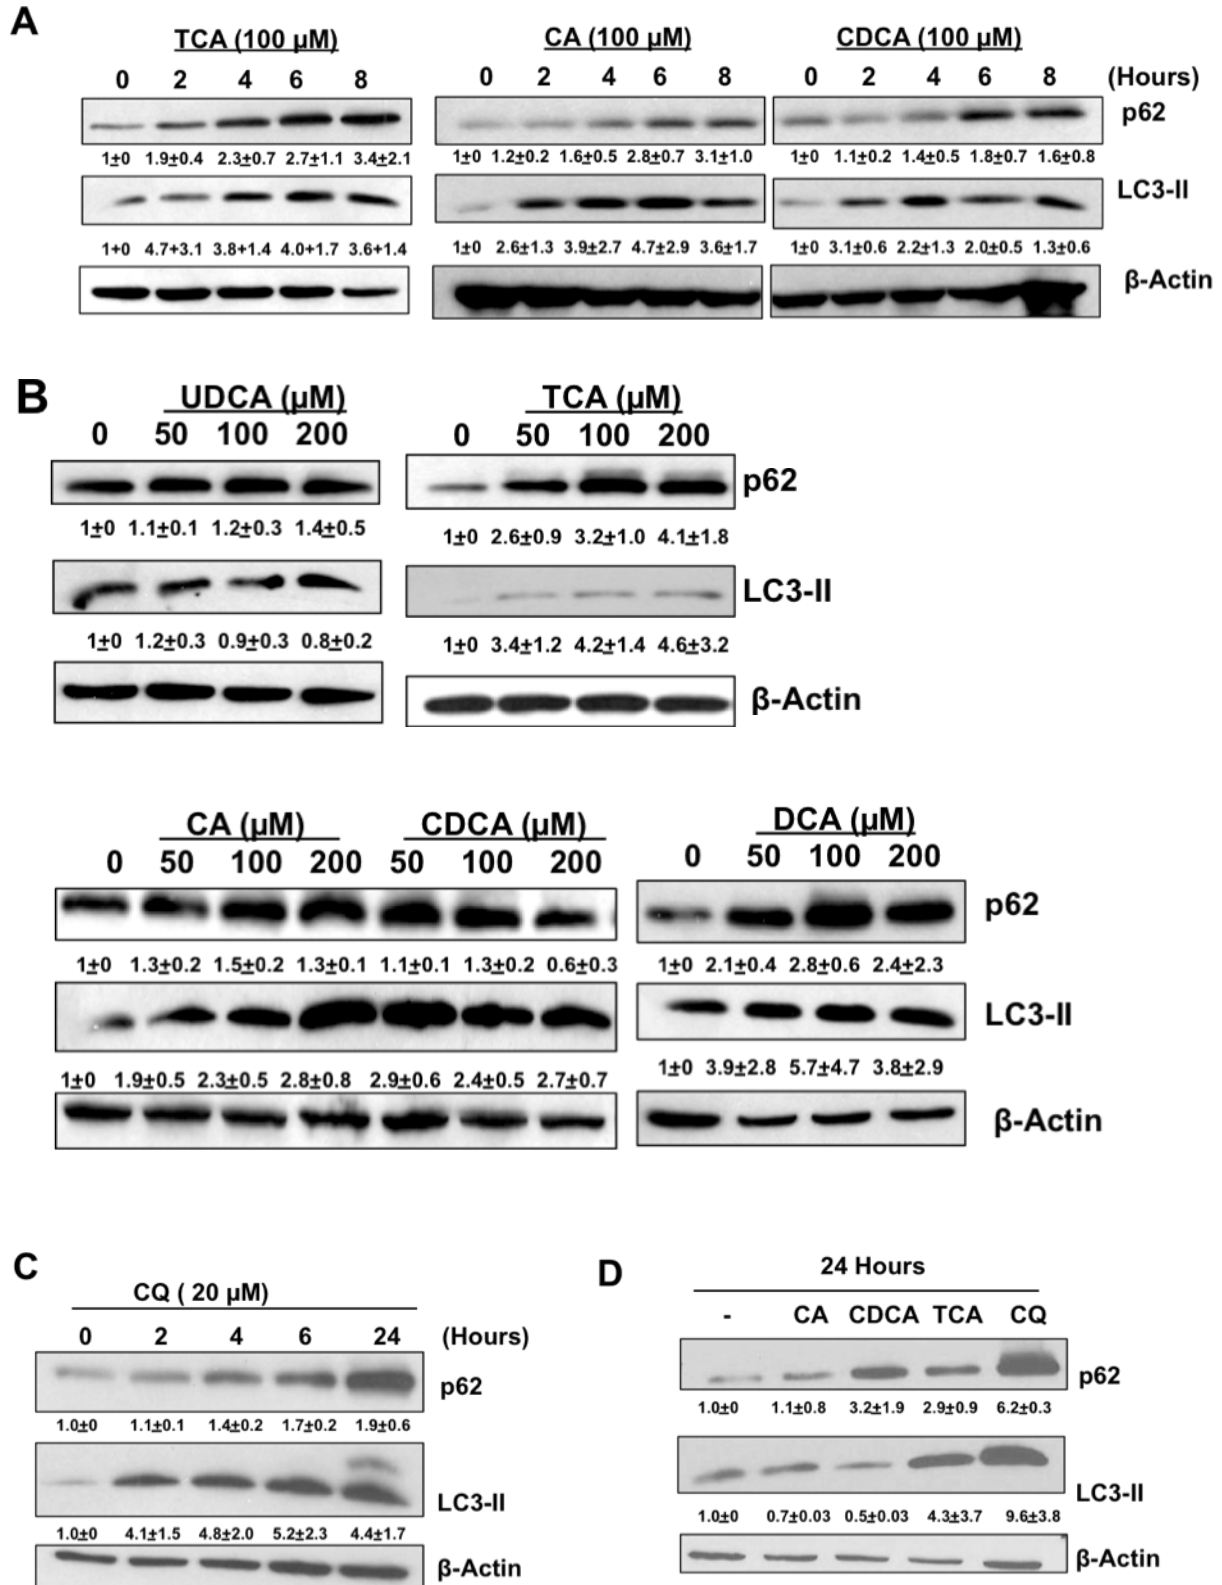 A
TCA (100 µM) CA (100 µM) CDCA (100 µM)
0 2 4 6 8 0 2 4 6 8 0 2 4 6 8 (Hours)
p62
1±0 1.9±0.4 2.3±0.7 2.7±1.1 3.4±2.1 1±0 1.2±0.2 1.6±0.5 2.8±0.7 3.1±1.0 1±0 1.1±0.2 1.4±0.5 1.8±0.7 1.6±0.8
LC3-II
1+0 4.7+3.1 3.8+1.4 4.0+1.7 3.6+1.4 1±0 2.6±1.3 3.9±2.7 4.7±2.9 3.6±1.7 1±0 3.1±0.6 2.2±1.3 2.0±0.5 1.3±0.6
β-Actin
B
UDCA (µM) TCA (µM)
0 50 100 200 0 50 100 200
p62
1±0 1.1±0.1 1.2±0.3 1.4±0.5 1±0 2.6±0.9 3.2±1.0 4.1±1.8
LC3-II
1±0 1.2±0.3 0.9±0.3 0.8±0.2 1±0 3.4±1.2 4.2±1.4 4.6±3.2
β-Actin
CA (µM) CDCA (µM) DCA (µM)
0 50 100 200 50 100 200 0 50 100 200
p62
1±0 1.3±0.2 1.5±0.2 1.3±0.1 1.1±0.1 1.3±0.2 0.6±0.3 1±0 2.1±0.4 2.8±0.6 2.4±2.3
LC3-II
1±0 1.9±0.5 2.3±0.5 2.8±0.8 2.9±0.6 2.4±0.5 2.7±0.7 1±0 3.9±2.8 5.7±4.7 3.8±2.9
β-Actin
C
CQ ( 20 µM)
0 2 4 6 24 (Hours)
p62
1.0±0 1.1±0.1 1.4±0.2 1.7±0.2 1.9±0.6
LC3-II
1.0±0 4.1±1.5 4.8±2.0 5.2±2.3 4.4±1.7
β-Actin
D
24 Hours
- CA CDCA TCA CQ
p62
1.0±0 1.1±0.8 3.2±1.9 2.9±0.9 6.2±0.3
LC3-II
1.0±0 0.7±0.03 0.5±0.03 4.3±3.7 9.6±3.8
β-Actin